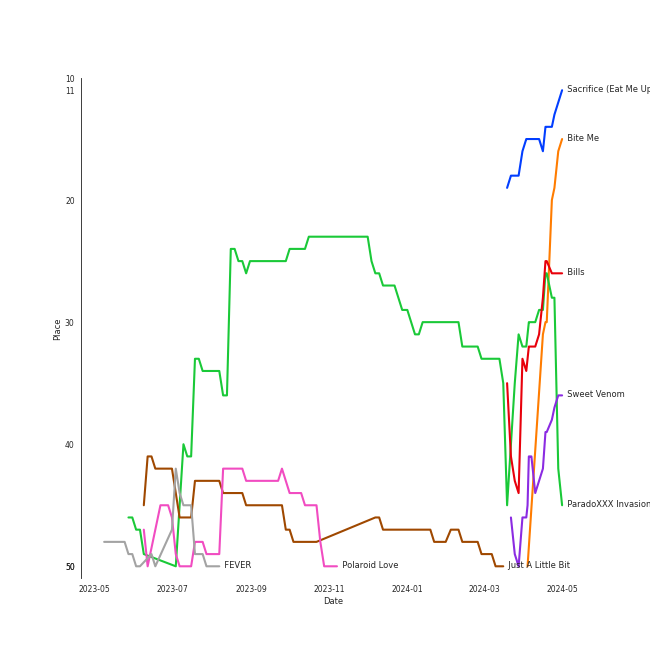 10
11
20
30
40
50
Place
2023-05
2023-07
2023-09
2023-11
2024-01
2024-03
2024-05
Date
Sacrifice (Eat Me Up
Bite Me
Bills
Sweet Venom
ParadoXXX Invasion
FEVER
Polaroid Love
Just A Little Bit